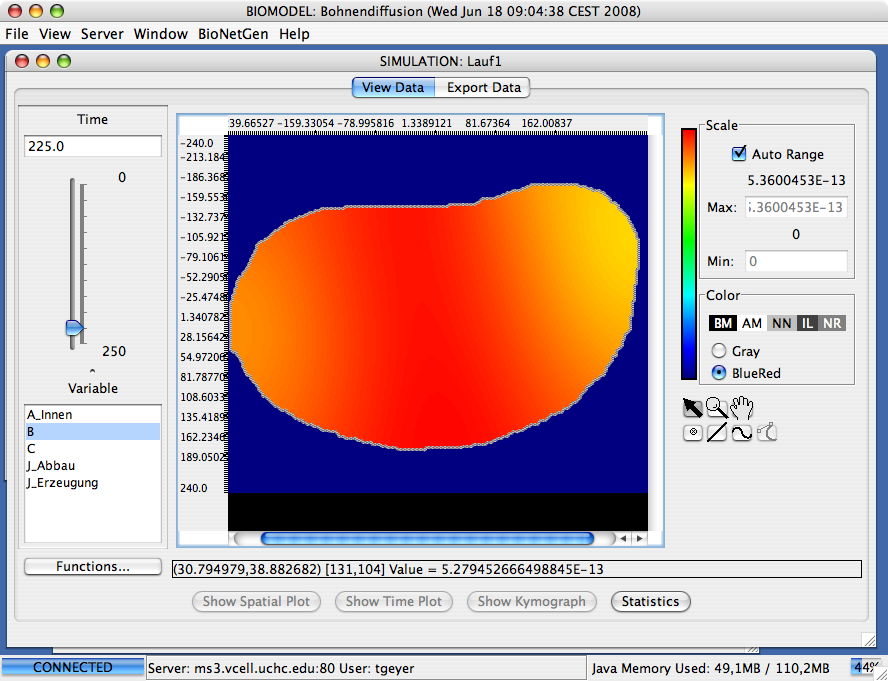 BIOMODEL: Bohnendiffusion (Wed Jun 18 09:04:38 CEST 2008)
File View Server Window BioNetGen Help
SIMULATION: Lauf1
View Data Export Data
Time
225.0
0
250
Variable
A_Innen
B
C
J_Abbau
J_Erzeugung
Functions...
39.66527 -159.33054 -78.995816 1.3389121 81.67364 162.00837
-240.0
-213.184
-186.368
-159.553
-132.737
-105.921
-79.1061
-52.2905
-25.4748
1.340782
28.15642
54.97206
81.78770
108.6033
135.4189
162.2346
189.0502
240.0
Scale
Auto Range
5.3600453E-13
Max: 5.3600453E-13
0
Min: 0
Color
BM AM NN IL NR
Gray
BlueRed
(30.794979,38.882682) [131,104] Value = 5.279452666498845E-13
Show Spatial Plot Show Time Plot Show Kymograph Statistics
CONNECTED Server: ms3.vcell.uchc.edu:80 User: tgeyer Java Memory Used: 49,1MB / 110,2MB 44%